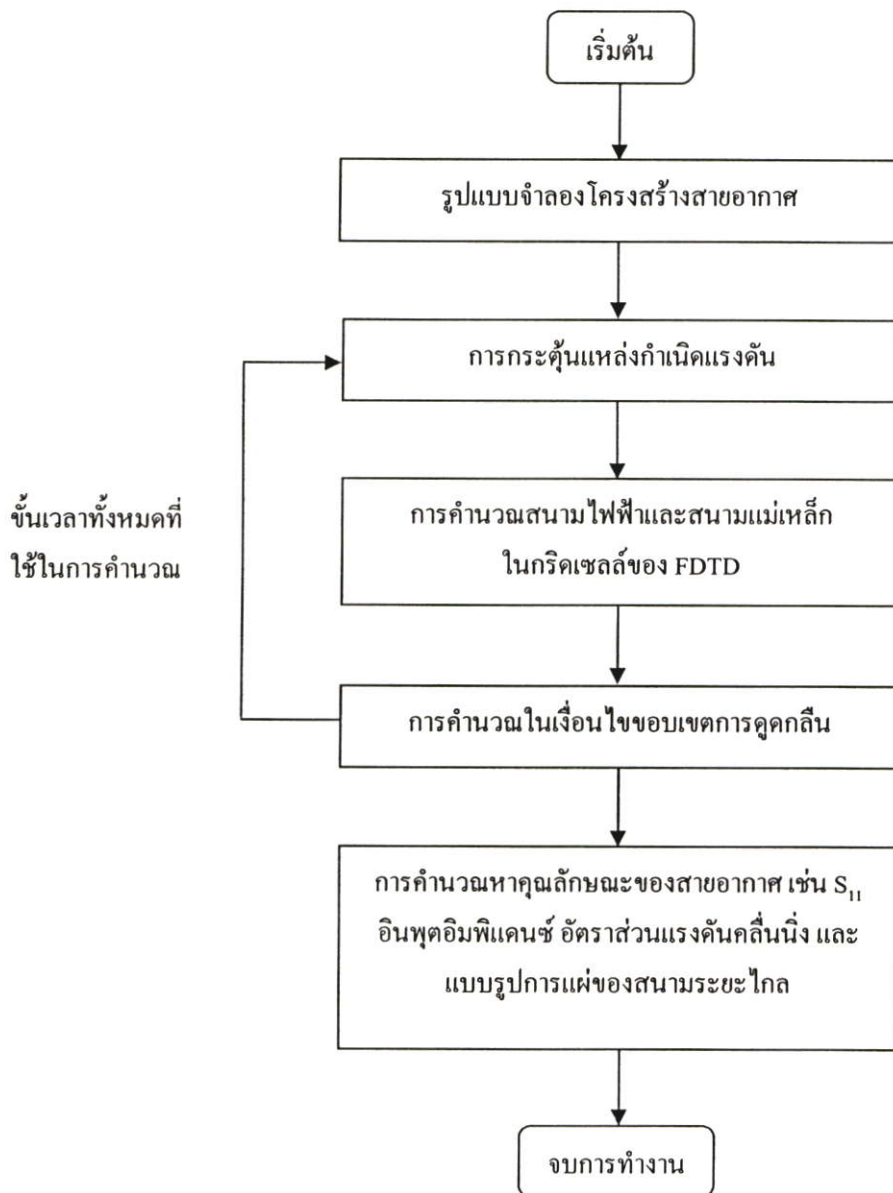 เริ่มต้น
รูปแบบจำลองโครงสร้างสายอากาศ
การกระตุ้นแหล่งกำเนิดแรงดัน
ขั้นเวลาทั้งหมดที่
ใช้ในการคำนวณ
การคำนวณสนามไฟฟ้าและสนามแม่เหล็ก
ในกริดเซลล์ของ FDTD
การคำนวณในเงื่อนไขขอบเขตการดูดกลืน
การคำนวณหาคุณลักษณะของสายอากาศ เช่น S₁₁
อินพุตอิมพิแดนซ์ อัตราส่วนแรงดันคลื่นนิ่ง และ
แบบรูปการแผ่ของสนามระยะไกล
จบการทำงาน